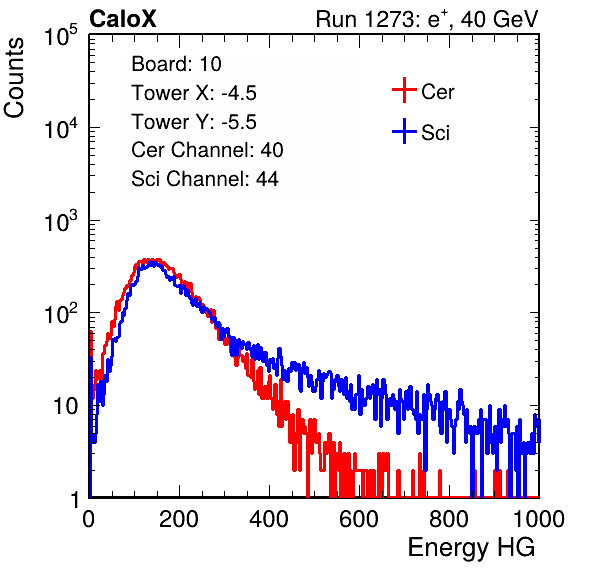 CaloX Run 1273: e⁺, 40 GeV
Counts
Board: 10
Tower X: -4.5
Tower Y: -5.5
Cer Channel: 40
Sci Channel: 44
Cer
Sci
10⁵
10⁴
10³
10²
10
1
0 200 400 600 800 1000
Energy HG